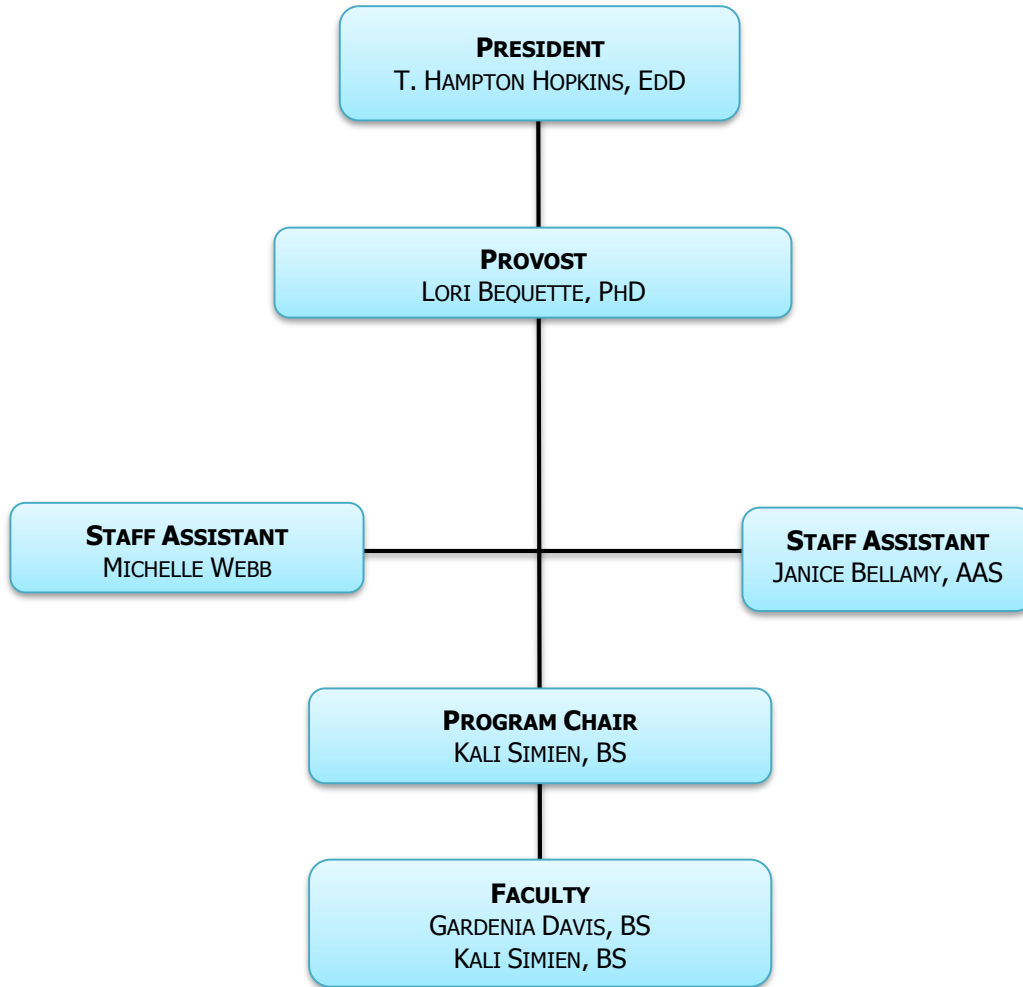 PRESIDENT
T. HAMPTON HOPKINS, EDD
PROVOST
LORI BEQUETTE, PHD
STAFF ASSISTANT
MICHELLE WEBB
STAFF ASSISTANT
JANICE BELLAMY, AAS
PROGRAM CHAIR
KALI SIMIEN, BS
FACULTY
GARDENIA DAVIS, BS
KALI SIMIEN, BS